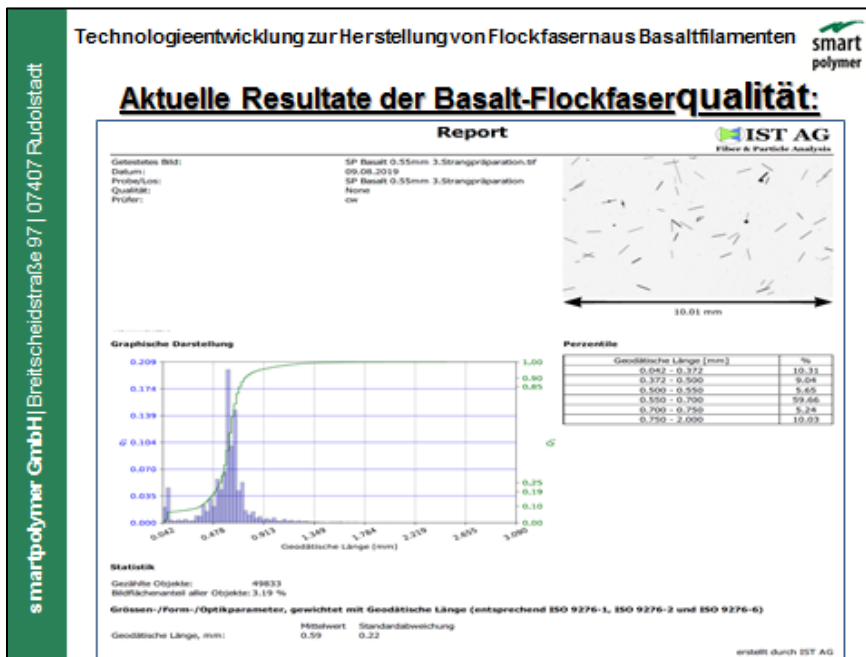 Technologieentwicklung zur Herstellung von Flockfasern aus Basaltfilamenten
smart
polymer
smartpolymer GmbH | Breitscheidstraße 97 | 07407 Rudolstadt
Aktuelle Resultate der Basalt-Flockfaserqualität:
Report
IST AG
Fiber & Particle Analysis
Getestetes Bild: SP Basalt 0.55mm 3.Strangpräparation.tif
Datum: 09.08.2019
Probe/Los: SP Basalt 0.55mm 3.Strangpräparation
Qualität: None
Prüfer: cw
10.01 mm
Graphische Darstellung
0.209
0.174
0.139
0.104
0.070
0.035
0.000
1.00
0.90
0.85
0.25
0.19
0.10
0.00
0.042 0.478 0.913 1.349 1.784 2.219 2.655 3.090
Geodätische Länge [mm]
Perzentile
Geodätische Länge [mm] %
0.042 - 0.372 10.31
0.372 - 0.500 9.04
0.500 - 0.550 5.65
0.550 - 0.700 59.66
0.700 - 0.750 5.24
0.750 - 2.000 10.03
Statistik
Gezählte Objekte: 49833
Bildflächenanteil aller Objekte: 3.19 %
Grössen-/Form-/Optikparameter, gewichtet mit Geodätische Länge (entsprechend ISO 9276-1, ISO 9276-2 und ISO 9276-6)
Mittelwert Standardabweichung
Geodätische Länge, mm: 0.59 0.22
erstellt durch IST AG